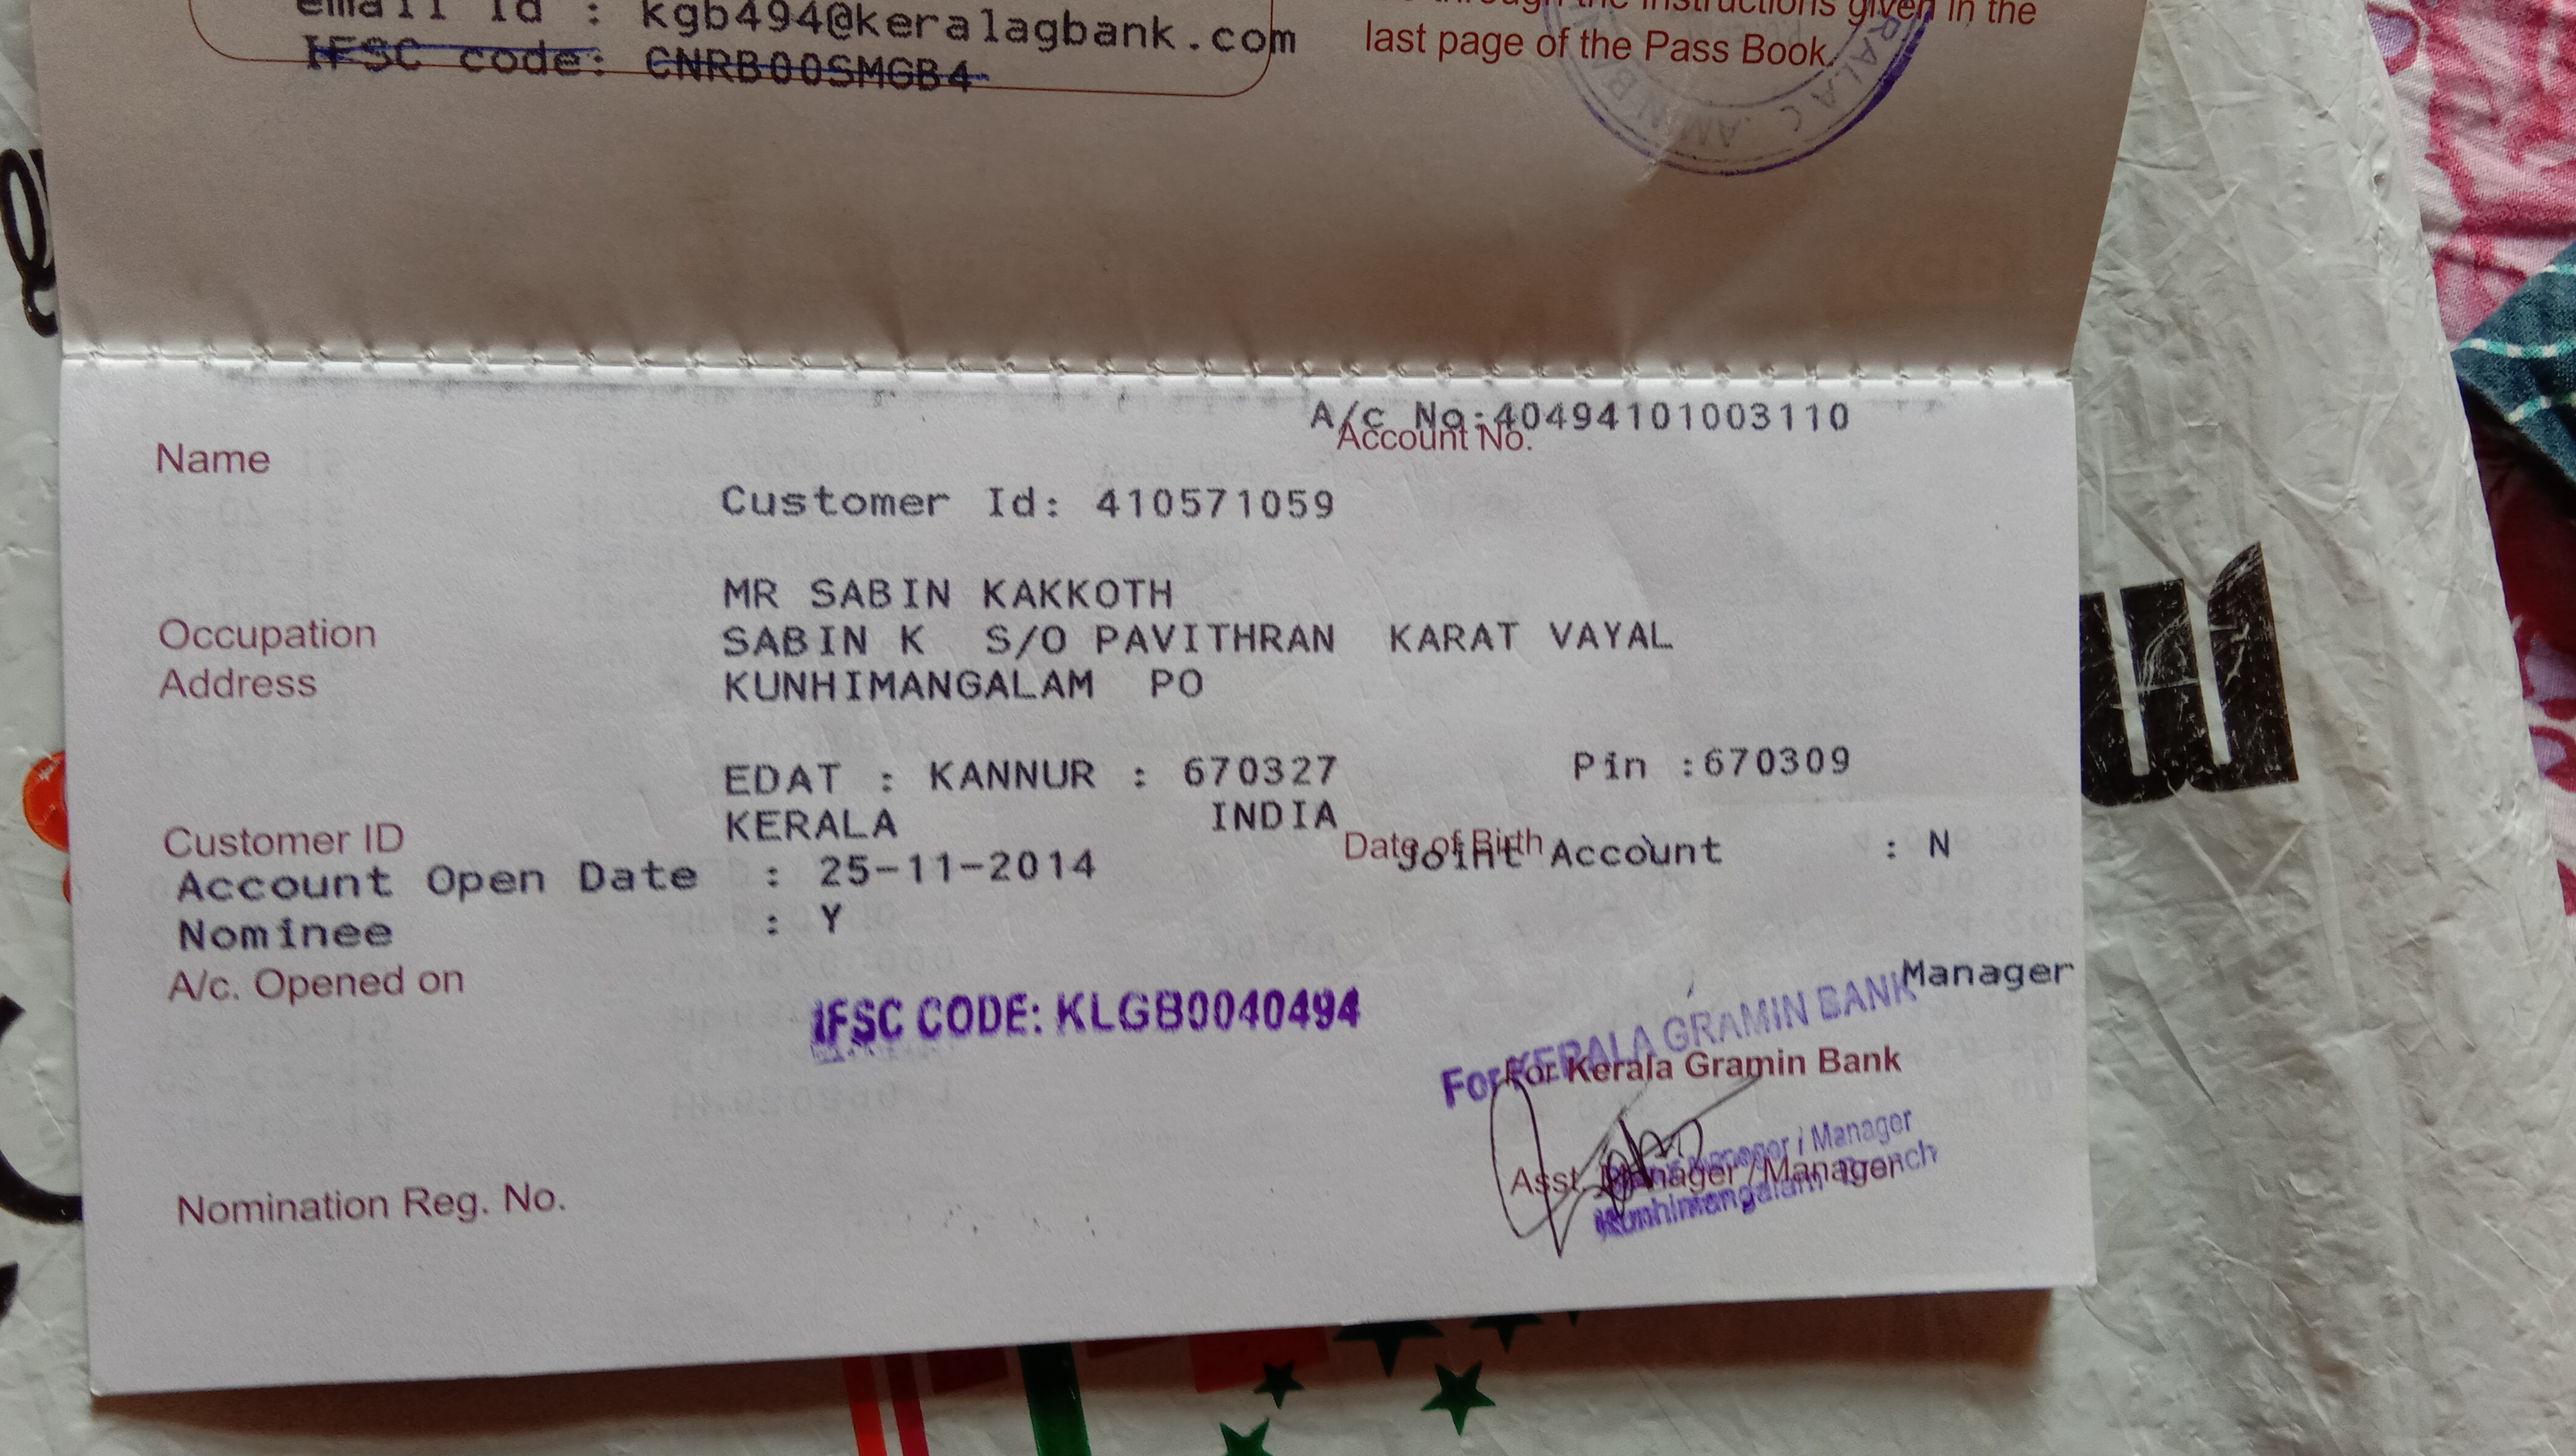 email Id : kgb494@keralagbank.com
IFSC code: CNRB00SMGB4
through the instructions given in the
last page of the Pass Book.
A/c No:40494101003110
Account No.
Name
Customer Id: 410571059
MR SABIN KAKKOTH
Occupation
SABIN K S/O PAVITHRAN KARAT VAYAL
Address
KUNHIMANGALAM PO
EDAT : KANNUR : 670327 Pin :670309
KERALA INDIA
Customer ID
Date of Birth
Joint Account : N
Account Open Date : 25-11-2014
Nominee : Y
A/c. Opened on
Manager
IFSC CODE: KLGB0040494
For KERALA GRAMIN BANK
For Kerala Gramin Bank
Manager / Manager
Asst. Manager / Manager
Kunhimangalam Branch
Nomination Reg. No.